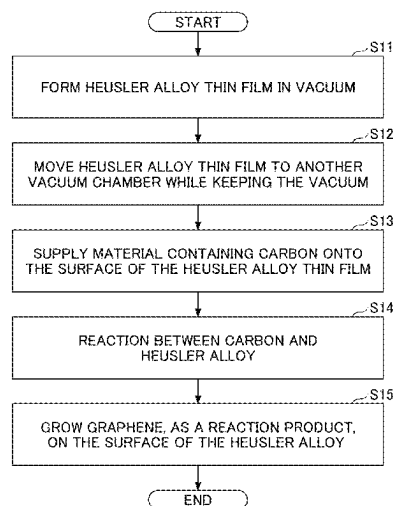 START
S11
FORM HEUSLER ALLOY THIN FILM IN VACUUM
S12
MOVE HEUSLER ALLOY THIN FILM TO ANOTHER
VACUUM CHAMBER WHILE KEEPING THE VACUUM
S13
SUPPLY MATERIAL CONTAINING CARBON ONTO
THE SURFACE OF THE HEUSLER ALLOY THIN FILM
S14
REACTION BETWEEN CARBON AND
HEUSLER ALLOY
S15
GROW GRAPHENE, AS A REACTION PRODUCT,
ON THE SURFACE OF THE HEUSLER ALLOY
END